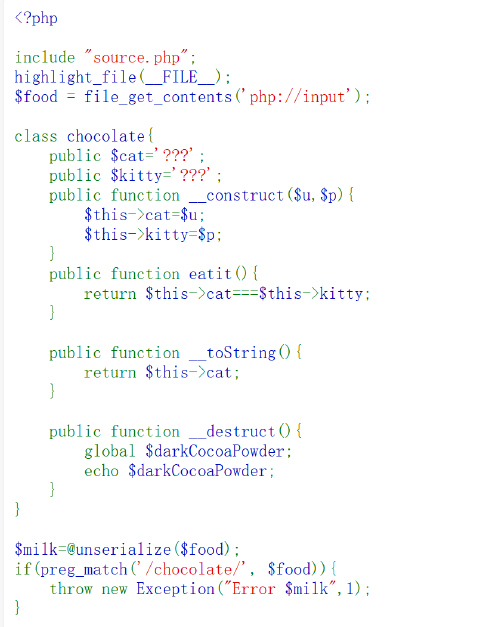 <?php
include "source.php";
highlight_file(__FILE__);
$food = file_get_contents('php://input');
class chocolate{
public $cat='???';
public $kitty='???';
public function __construct($u,$p){
$this->cat=$u;
$this->kitty=$p;
}
public function eatit(){
return $this->cat===$this->kitty;
}
public function __toString(){
return $this->cat;
}
public function __destruct(){
global $darkCocoaPowder;
echo $darkCocoaPowder;
}
}
$milk=@unserialize($food);
if(preg_match('/chocolate/', $food)){
throw new Exception("Error $milk",1);
}